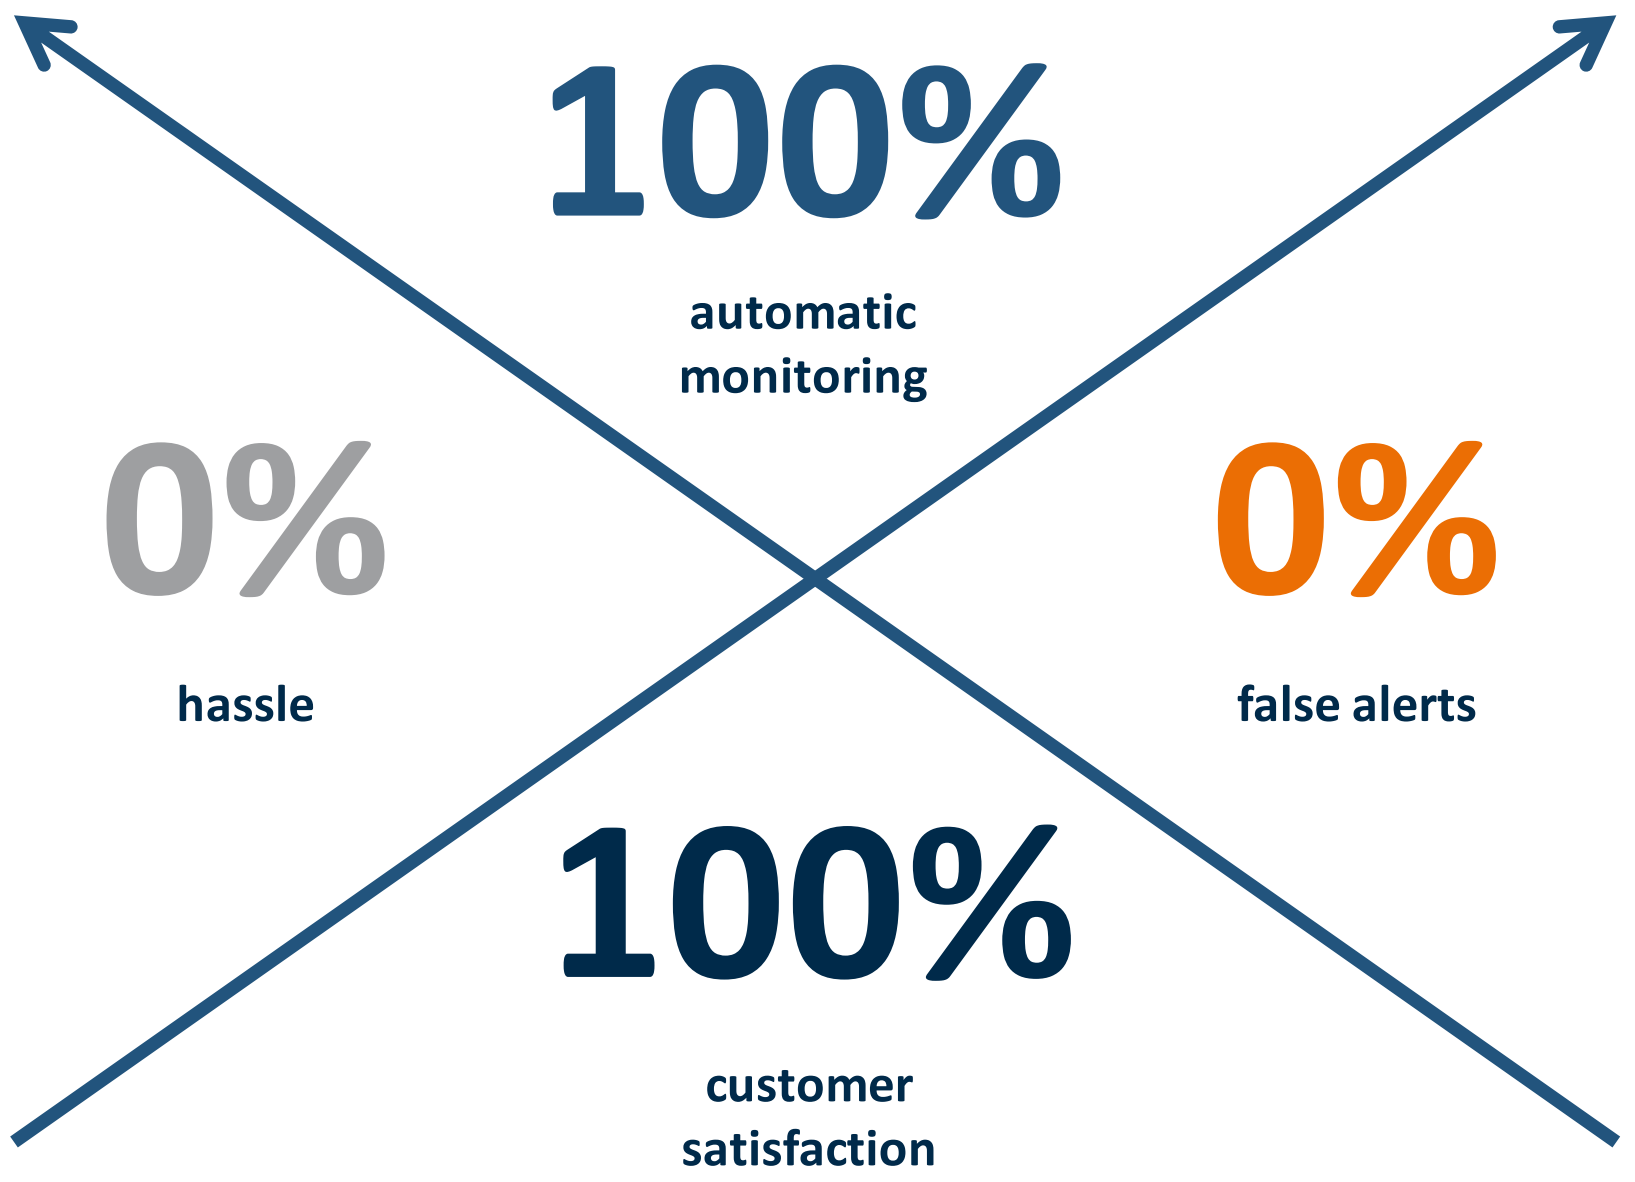 100%
automatic
monitoring
0%
hassle
0%
false alerts
100%
customer
satisfaction